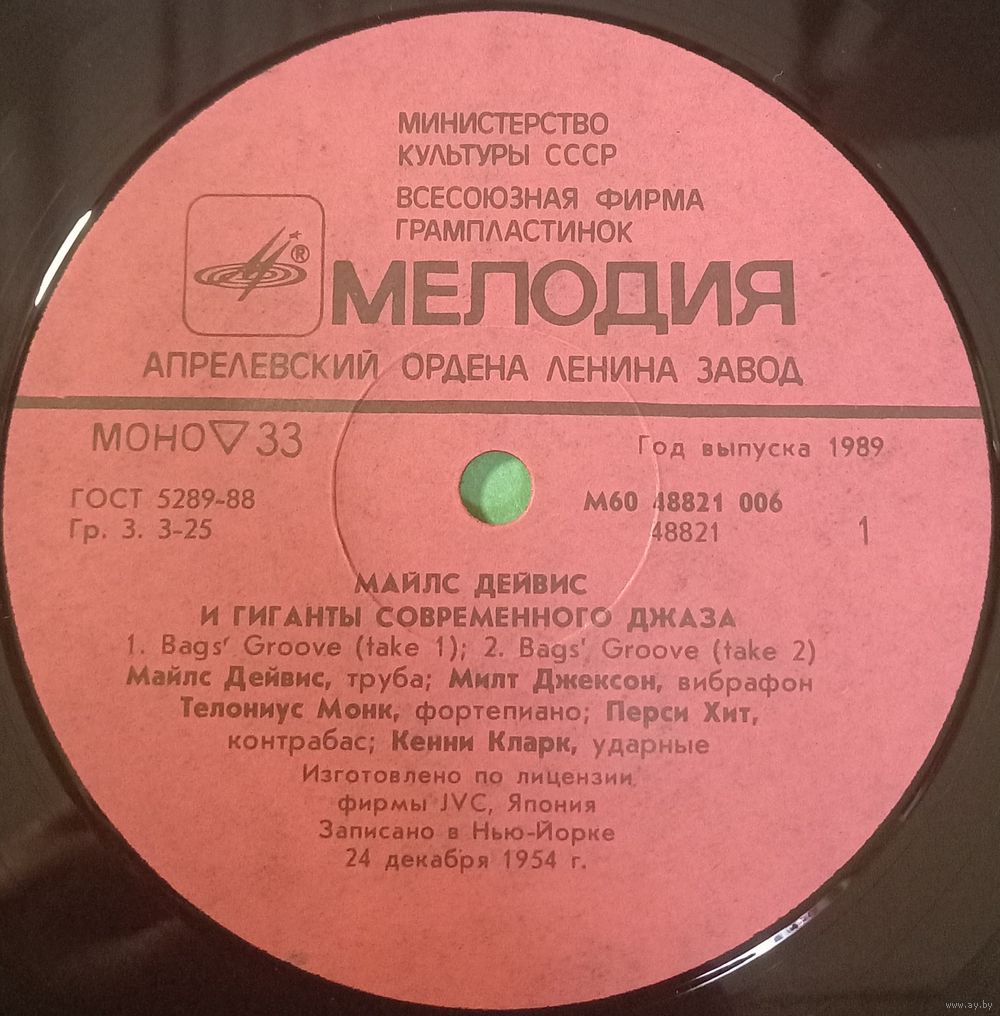 МИНИСТЕРСТВО
КУЛЬТУРЫ СССР
ВСЕСОЮЗНАЯ ФИРМА
ГРАМПЛАСТИНОК
®
МЕЛОДИЯ
АПРЕЛЕВСКИЙ ОРДЕНА ЛЕНИНА ЗАВОД
МОНО ▽ 33
Год выпуска 1989
ГОСТ 5289-88
М60 48821 006
Гр. 3. 3-25
48821
1
МАЙЛС ДЕЙВИС
И ГИГАНТЫ СОВРЕМЕННОГО ДЖАЗА
1. Bags' Groove (take 1); 2. Bags' Groove (take 2)
Майлс Дейвис, труба; Милт Джексон, вибрафон
Телониус Монк, фортепиано; Перси Хит,
контрабас; Кенни Кларк, ударные
Изготовлено по лицензии
фирмы JVC, Япония
Записано в Нью-Йорке
24 декабря 1954 г.
www.ay.by